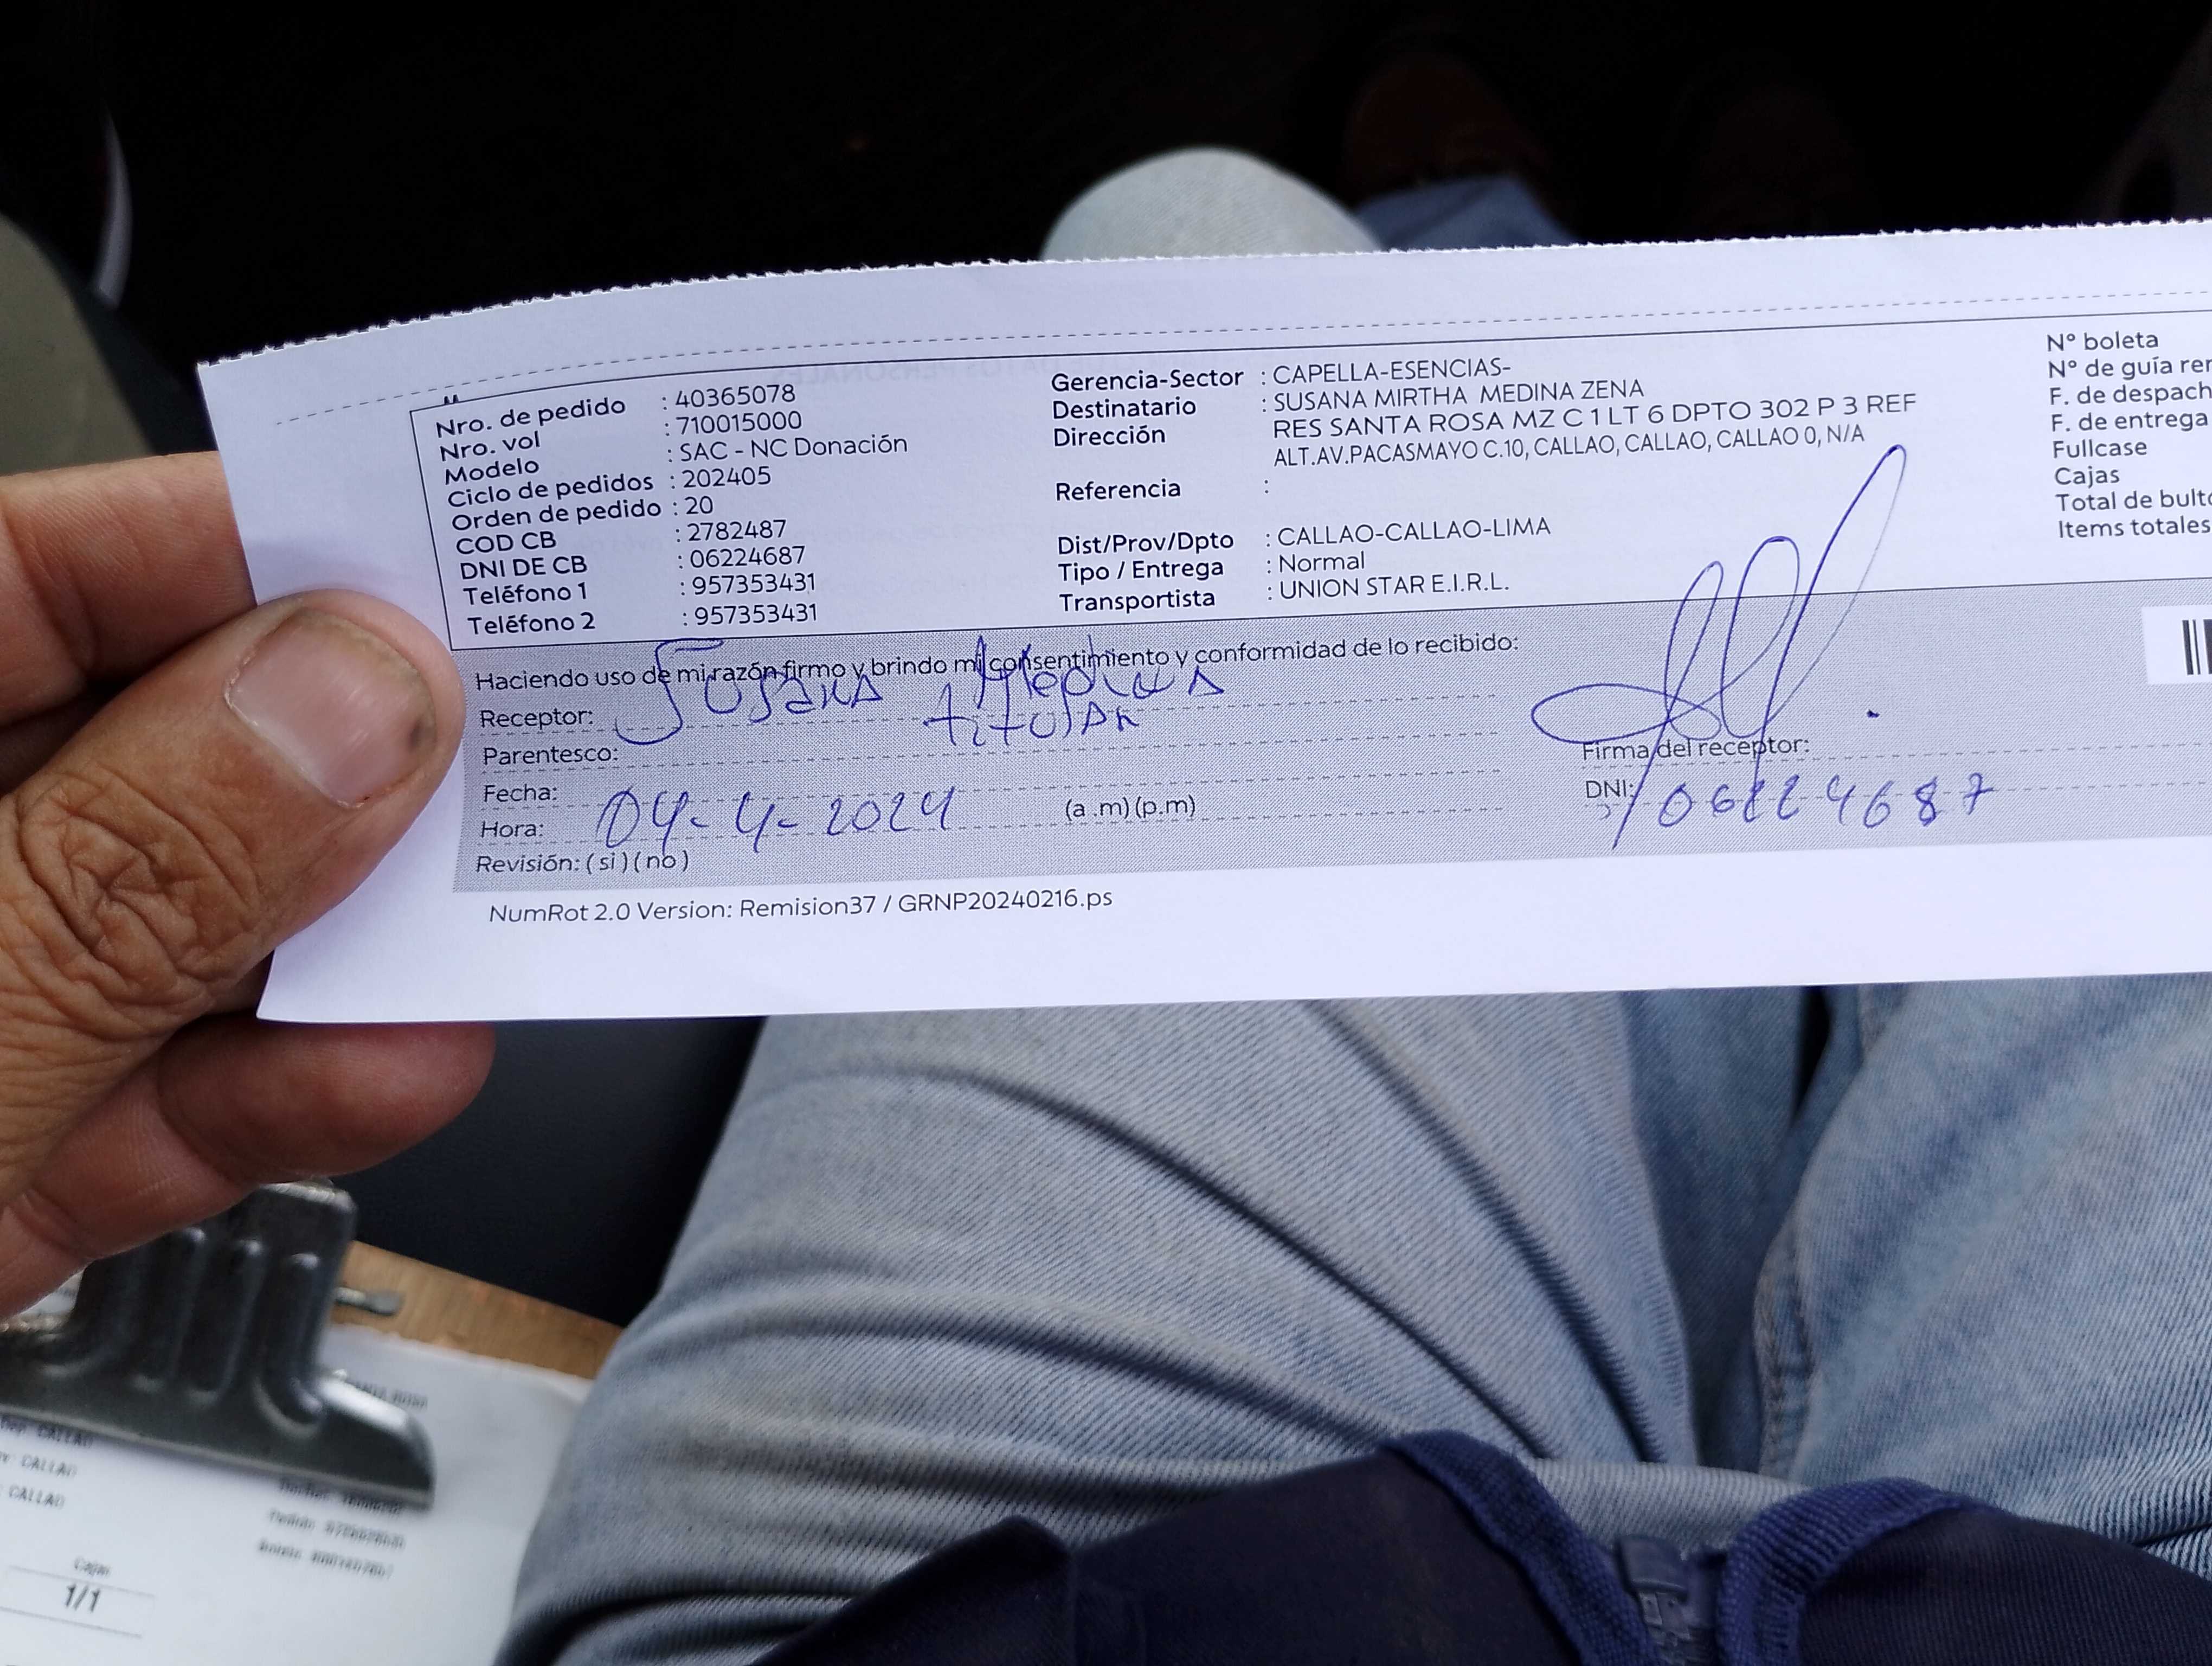 Nro. de pedido : 40365078
Nro. vol : 710015000
Modelo : SAC - NC Donación
Ciclo de pedidos : 202405
Orden de pedido : 20
COD CB : 2782487
DNI DE CB : 06224687
Teléfono 1 : 957353431
Teléfono 2 : 957353431
Gerencia-Sector : CAPELLA-ESENCIAS-
Destinatario : SUSANA MIRTHA MEDINA ZENA
Dirección RES SANTA ROSA MZ C 1 LT 6 DPTO 302 P 3 REF
ALT.AV.PACASMAYO C.10, CALLAO, CALLAO, CALLAO 0, N/A
Referencia :
Dist/Prov/Dpto : CALLAO-CALLAO-LIMA
Tipo / Entrega : Normal
Transportista : UNION STAR E.I.R.L.
N° boleta
N° de guía rem
F. de despach
F. de entrega
Fullcase
Cajas
Total de bulto
Items totales
Haciendo uso de mi razón firmo y brindo mi consentimiento y conformidad de lo recibido:
Receptor: Susana Medina
titular
Parentesco:
Fecha:
Hora: 04-4-2024 (a .m) (p.m)
Revisión: ( si ) ( no )
Firma del receptor:
DNI: 06224687
NumRot 2.0 Version: Remision37 / GRNP20240216.ps
CALLAO
CALLAO
CALLAO
Cajas
1/1